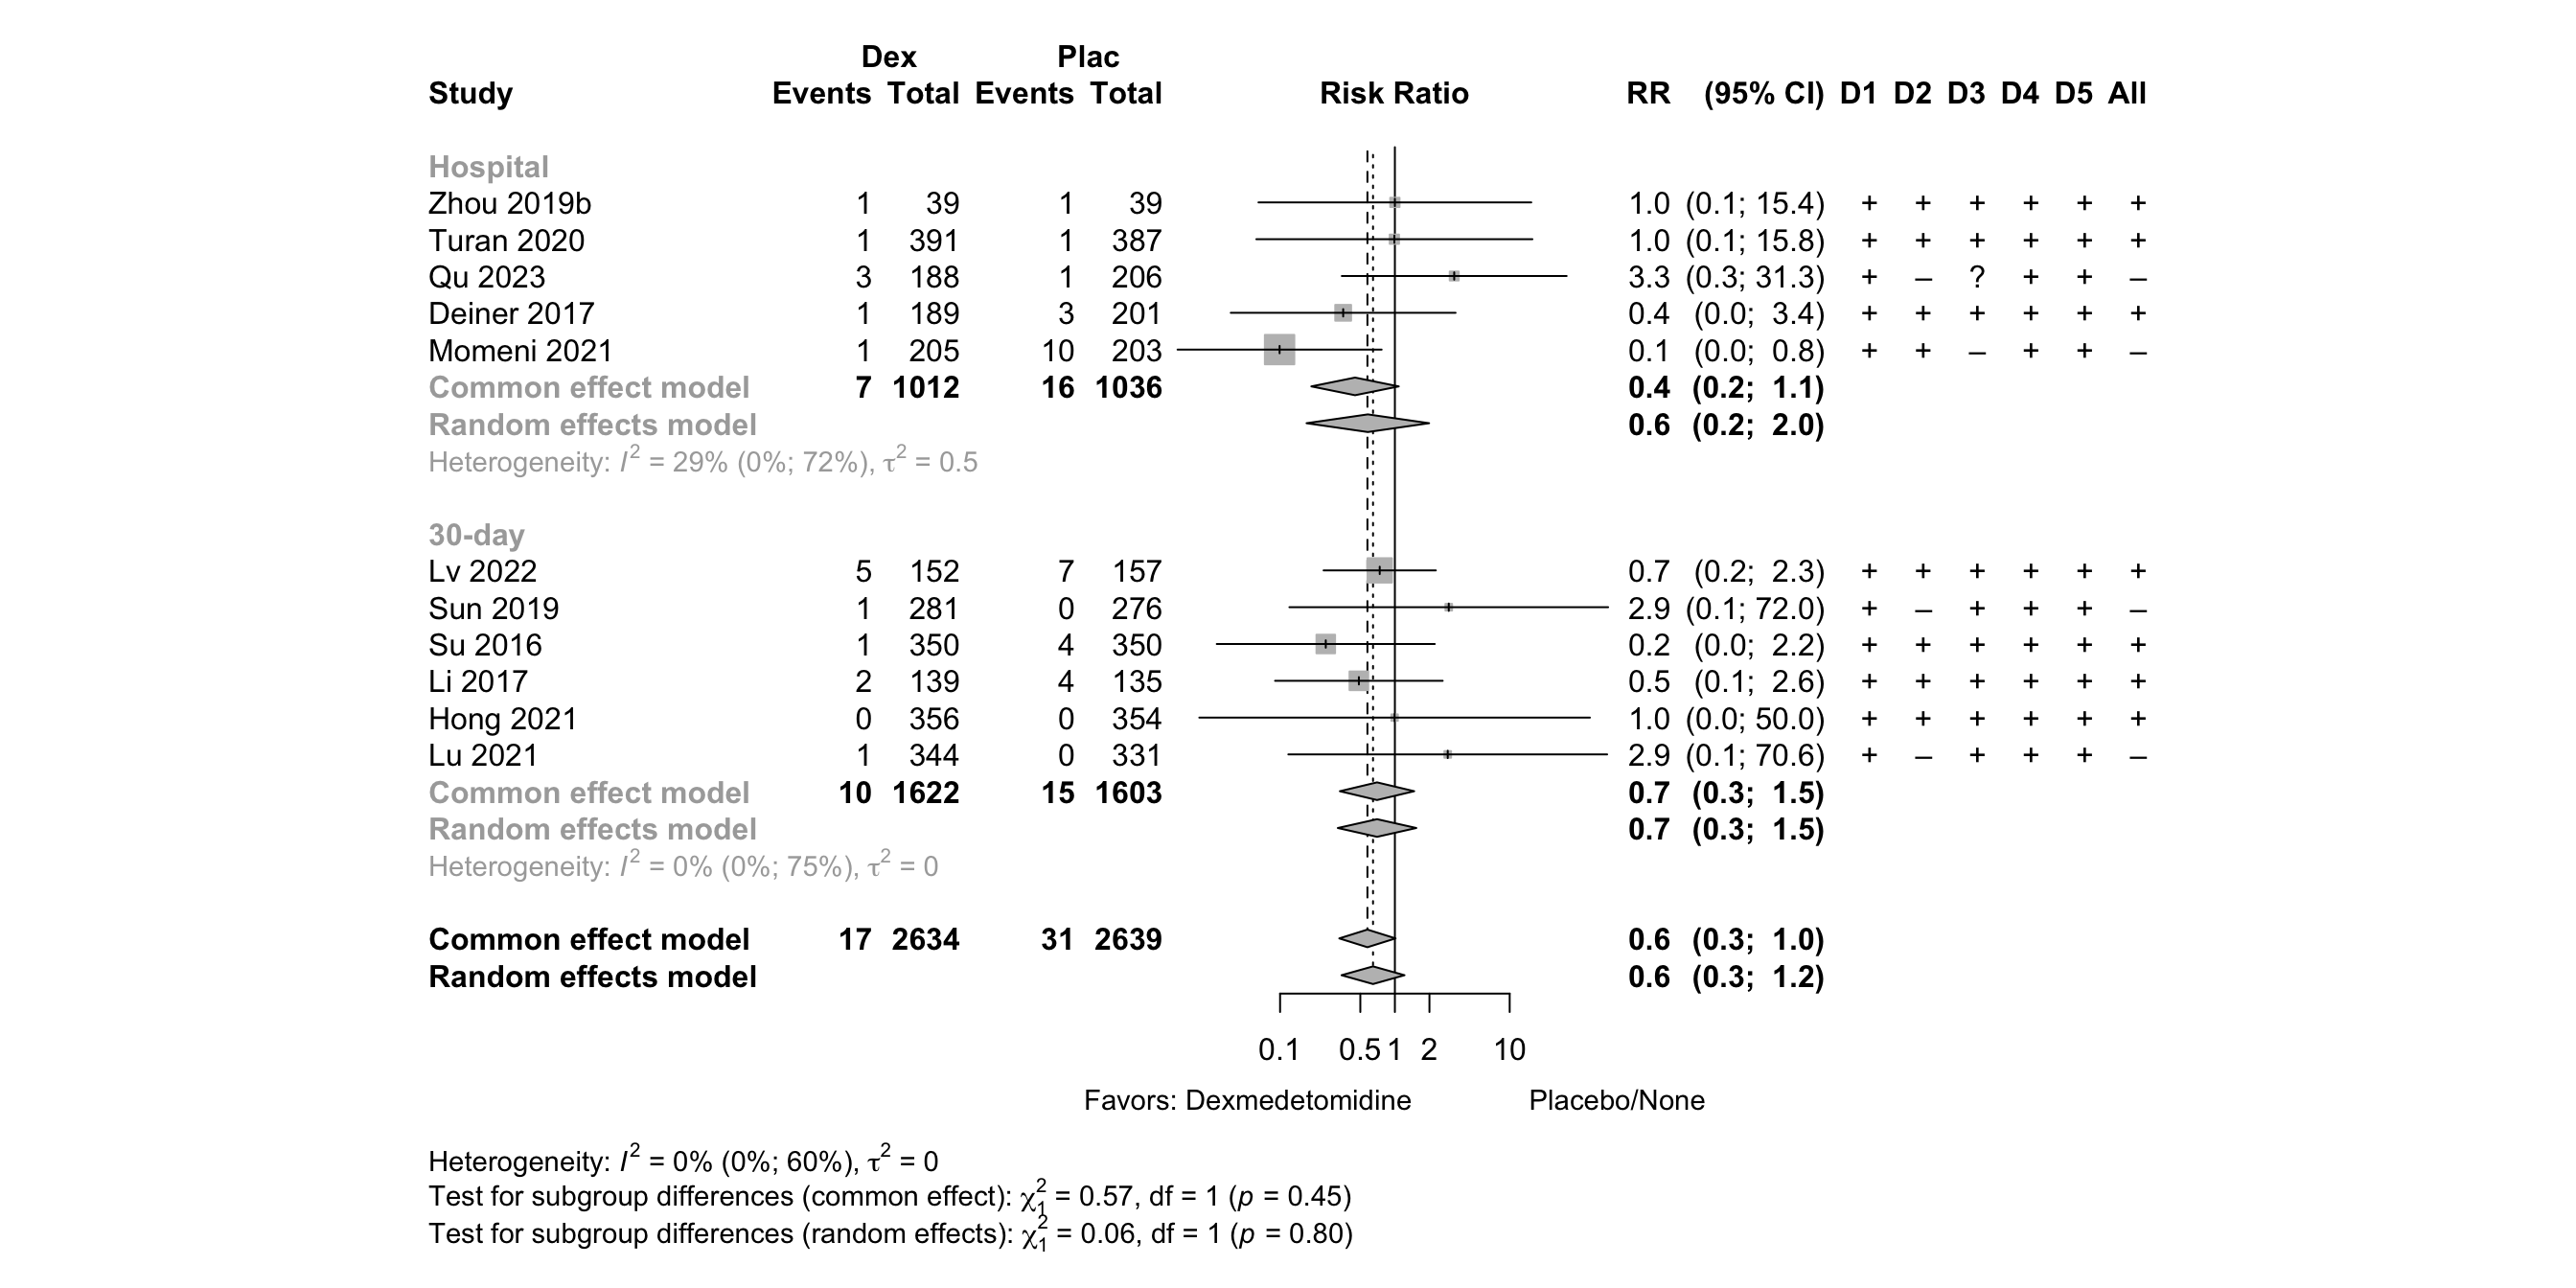 Dex Plac
Study Events Total Events Total Risk Ratio RR (95% CI) D1 D2 D3 D4 D5 All
Hospital
Zhou 2019b 1 39 1 39 1.0 (0.1; 15.4) + + + + + +
Turan 2020 1 391 1 387 1.0 (0.1; 15.8) + + + + + +
Qu 2023 3 188 1 206 3.3 (0.3; 31.3) + – ? + + –
Deiner 2017 1 189 3 201 0.4 (0.0; 3.4) + + + + + +
Momeni 2021 1 205 10 203 0.1 (0.0; 0.8) + + – + + –
Common effect model 7 1012 16 1036 0.4 (0.2; 1.1)
Random effects model 0.6 (0.2; 2.0)
Heterogeneity: I² = 29% (0%; 72%), τ² = 0.5
30-day
Lv 2022 5 152 7 157 0.7 (0.2; 2.3) + + + + + +
Sun 2019 1 281 0 276 2.9 (0.1; 72.0) + – + + + –
Su 2016 1 350 4 350 0.2 (0.0; 2.2) + + + + + +
Li 2017 2 139 4 135 0.5 (0.1; 2.6) + + + + + +
Hong 2021 0 356 0 354 1.0 (0.0; 50.0) + + + + + +
Lu 2021 1 344 0 331 2.9 (0.1; 70.6) + – + + + –
Common effect model 10 1622 15 1603 0.7 (0.3; 1.5)
Random effects model 0.7 (0.3; 1.5)
Heterogeneity: I² = 0% (0%; 75%), τ² = 0
Common effect model 17 2634 31 2639 0.6 (0.3; 1.0)
Random effects model 0.6 (0.3; 1.2)
0.1 0.5 1 2 10
Favors: Dexmedetomidine Placebo/None
Heterogeneity: I² = 0% (0%; 60%), τ² = 0
Test for subgroup differences (common effect): χ²₁ = 0.57, df = 1 (p = 0.45)
Test for subgroup differences (random effects): χ²₁ = 0.06, df = 1 (p = 0.80)